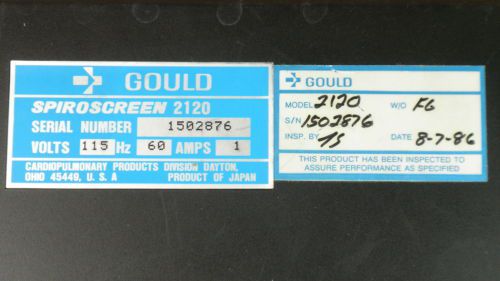 GOULD
SPIROSCREEN 2120
SERIAL NUMBER 1502876
VOLTS 115 Hz 60 AMPS 1
CARDIOPULMONARY PRODUCTS DIVISION DAYTON,
OHIO 45449, U. S. A PRODUCT OF JAPAN
GOULD
MODEL 2120 W/O F6
S/N 1502876
INSP. BY DATE 8-7-86
THIS PRODUCT HAS BEEN INSPECTED TO
ASSURE PERFORMANCE AS SPECIFIED